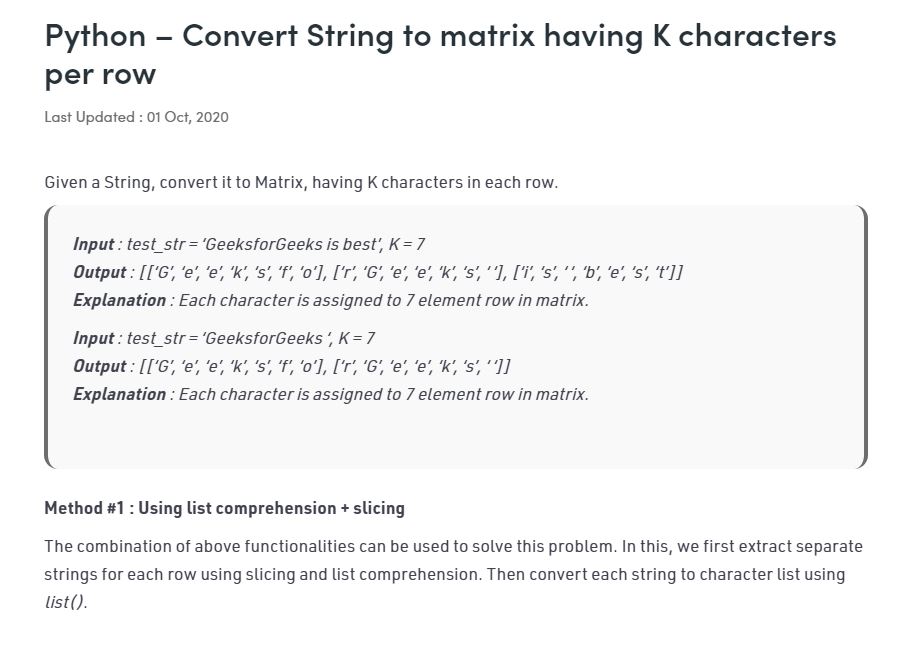 Python – Convert String to matrix having K characters
per row
Last Updated : 01 Oct, 2020
Given a String, convert it to Matrix, having K characters in each row.
Input : test_str = ‘GeeksforGeeks is best’, K = 7
Output : [[‘G’, ‘e’, ‘e’, ‘k’, ‘s’, ‘f’, ‘o’], [‘r’, ‘G’, ‘e’, ‘e’, ‘k’, ‘s’, ‘ ‘], [‘i’, ‘s’, ‘ ‘, ‘b’, ‘e’, ‘s’, ‘t’]]
Explanation : Each character is assigned to 7 element row in matrix.
Input : test_str = ‘GeeksforGeeks ‘, K = 7
Output : [[‘G’, ‘e’, ‘e’, ‘k’, ‘s’, ‘f’, ‘o’], [‘r’, ‘G’, ‘e’, ‘e’, ‘k’, ‘s’, ‘ ‘]]
Explanation : Each character is assigned to 7 element row in matrix.
Method #1 : Using list comprehension + slicing
The combination of above functionalities can be used to solve this problem. In this, we first extract separate
strings for each row using slicing and list comprehension. Then convert each string to character list using
list().